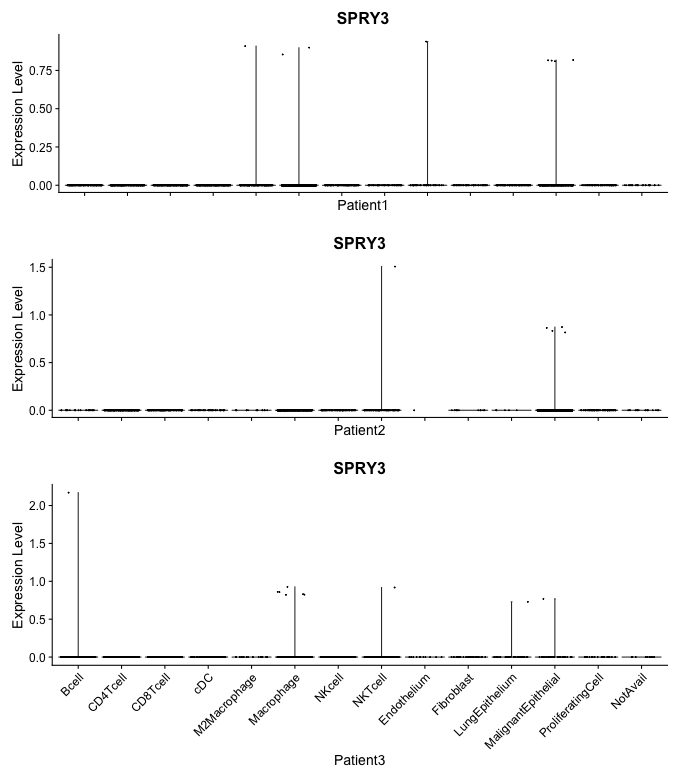 SPRY3
Expression Level
0.75
0.50
0.25
0.00
Patient1
SPRY3
Expression Level
1.5
1.0
0.5
0.0
Patient2
SPRY3
Expression Level
2.0
1.5
1.0
0.5
0.0
Bcell
CD4Tcell
CD8Tcell
cDC
M2Macrophage
Macrophage
NKcell
NKTcell
Endothelium
Fibroblast
LungEpithelium
MalignantEpithelial
ProliferatingCell
NotAvail
Patient3